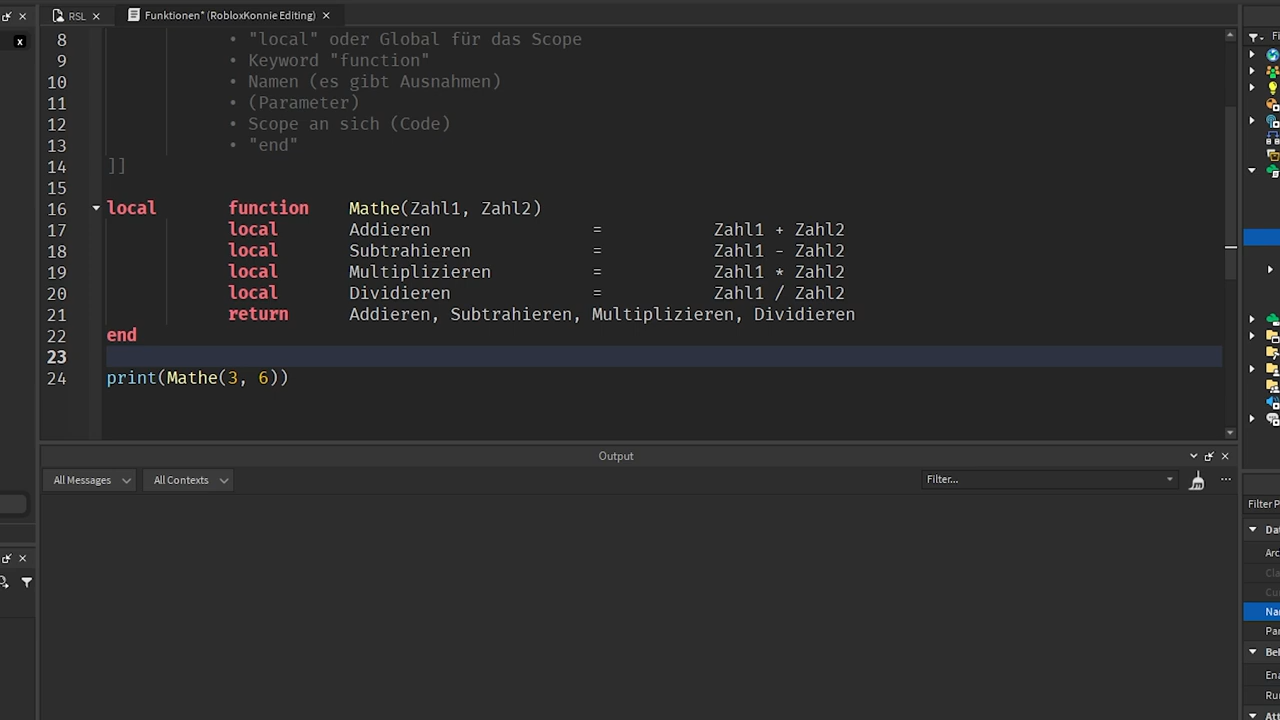 RSL
Funktionen* (RobloxKonnie Editing)
8 • "local" oder Global für das Scope
9 • Keyword "function"
10 • Namen (es gibt Ausnahmen)
11 • (Parameter)
12 • Scope an sich (Code)
13 • "end"
14 ]]
15
16 local function Mathe(Zahl1, Zahl2)
17 local Addieren = Zahl1 + Zahl2
18 local Subtrahieren = Zahl1 - Zahl2
19 local Multiplizieren = Zahl1 * Zahl2
20 local Dividieren = Zahl1 / Zahl2
21 return Addieren, Subtrahieren, Multiplizieren, Dividieren
22 end
23
24 print(Mathe(3, 6))
Output
All Messages All Contexts Filter...
Filter P